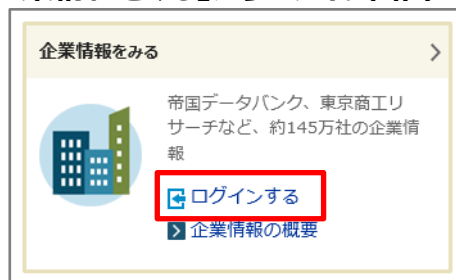 企業情報をみる
帝国データバンク、東京商工リ
サーチなど、約145万社の企業情
報
ログインする
企業情報の概要